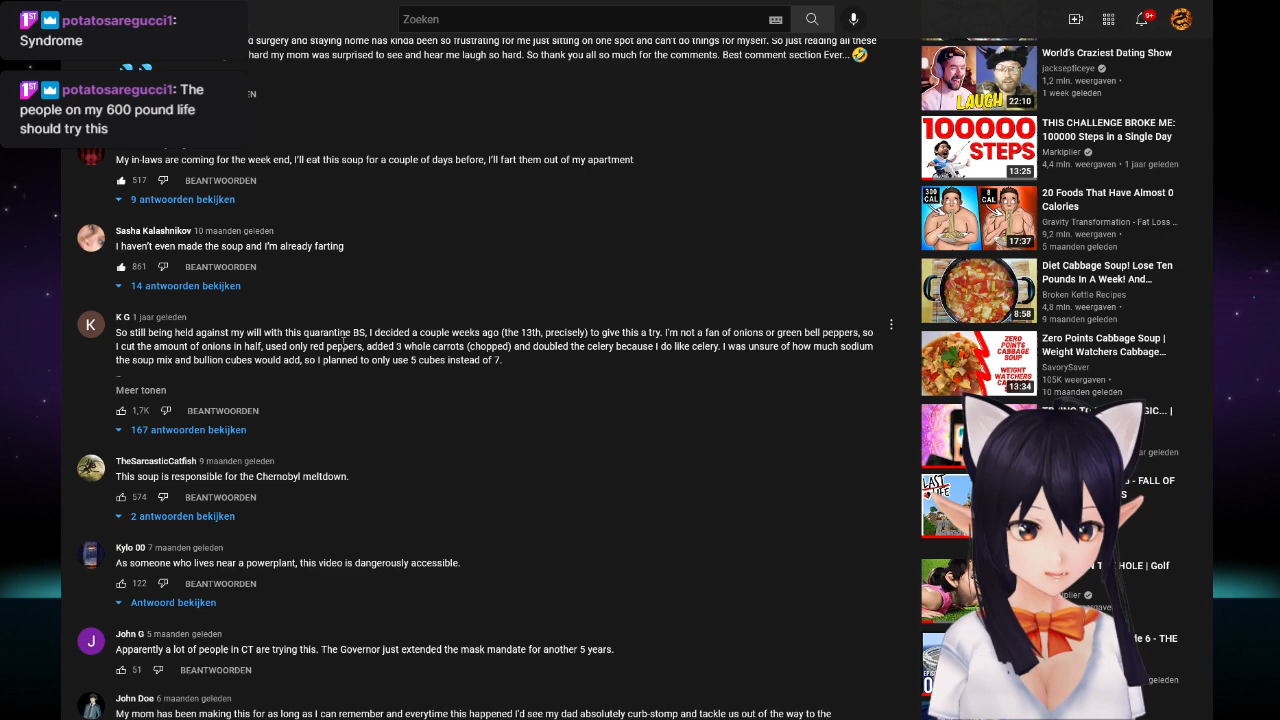 potatosaregucci1:
Syndrome
potatosaregucci1: The
people on my 600 pound life
should try this
Zoeken
9+
d surgery and staying home has kinda been so frustrating for me just sitting on one spot and can't do things for myself. So just reading all these
hard my mom was surprised to see and hear me laugh so hard. So thank you all so much for the comments. Best comment section Ever...
EN
My in-laws are coming for the week end, I'll eat this soup for a couple of days before, I'll fart them out of my apartment
517 BEANTWOORDEN
9 antwoorden bekijken
Sasha Kalashnikov 10 maanden geleden
I haven't even made the soup and I'm already farting
861 BEANTWOORDEN
14 antwoorden bekijken
K
K G 1 jaar geleden
So still being held against my will with this quarantine BS, I decided a couple weeks ago (the 13th, precisely) to give this a try. I'm not a fan of onions or green bell peppers, so
I cut the amount of onions in half, used only red peppers, added 3 whole carrots (chopped) and doubled the celery because I do like celery. I was unsure of how much sodium
the soup mix and bullion cubes would add, so I planned to only use 5 cubes instead of 7.
Meer tonen
1,7K BEANTWOORDEN
167 antwoorden bekijken
TheSarcasticCatfish 9 maanden geleden
This soup is responsible for the Chernobyl meltdown.
574 BEANTWOORDEN
2 antwoorden bekijken
Kylo 00 7 maanden geleden
As someone who lives near a powerplant, this video is dangerously accessible.
122 BEANTWOORDEN
Antwoord bekijken
J
John G 5 maanden geleden
Apparently a lot of people in CT are trying this. The Governor just extended the mask mandate for another 5 years.
51 BEANTWOORDEN
John Doe 6 maanden geleden
My mom has been making this for as long as I can remember and everytime this happened I'd see my dad absolutely curb-stomp and tackle us out of the way to the
LAUGH
22:10
World's Craziest Dating Show
jacksepticeye
1,2 mln. weergaven •
1 week geleden
100000
STEPS
13:25
THIS CHALLENGE BROKE ME:
100000 Steps in a Single Day
Markiplier
4,4 mln. weergaven • 1 jaar geleden
300
CAL
8
CAL
17:37
20 Foods That Have Almost 0
Calories
Gravity Transformation - Fat Loss ...
9,2 mln. weergaven •
5 maanden geleden
8:58
Diet Cabbage Soup! Lose Ten
Pounds In A Week! And…
Broken Kettle Recipes
4,8 mln. weergaven •
9 maanden geleden
ZERO
POINTS
CABBAGE
SOUP
WEIGHT
WATCHERS
13:34
Zero Points Cabbage Soup |
Weight Watchers Cabbage…
SavorySaver
105K weergaven •
10 maanden geleden
GIC... |
geleden
LAST
LIFE
- FALL OF
S
HOLE | Golf
plier
6 - THE
geleden